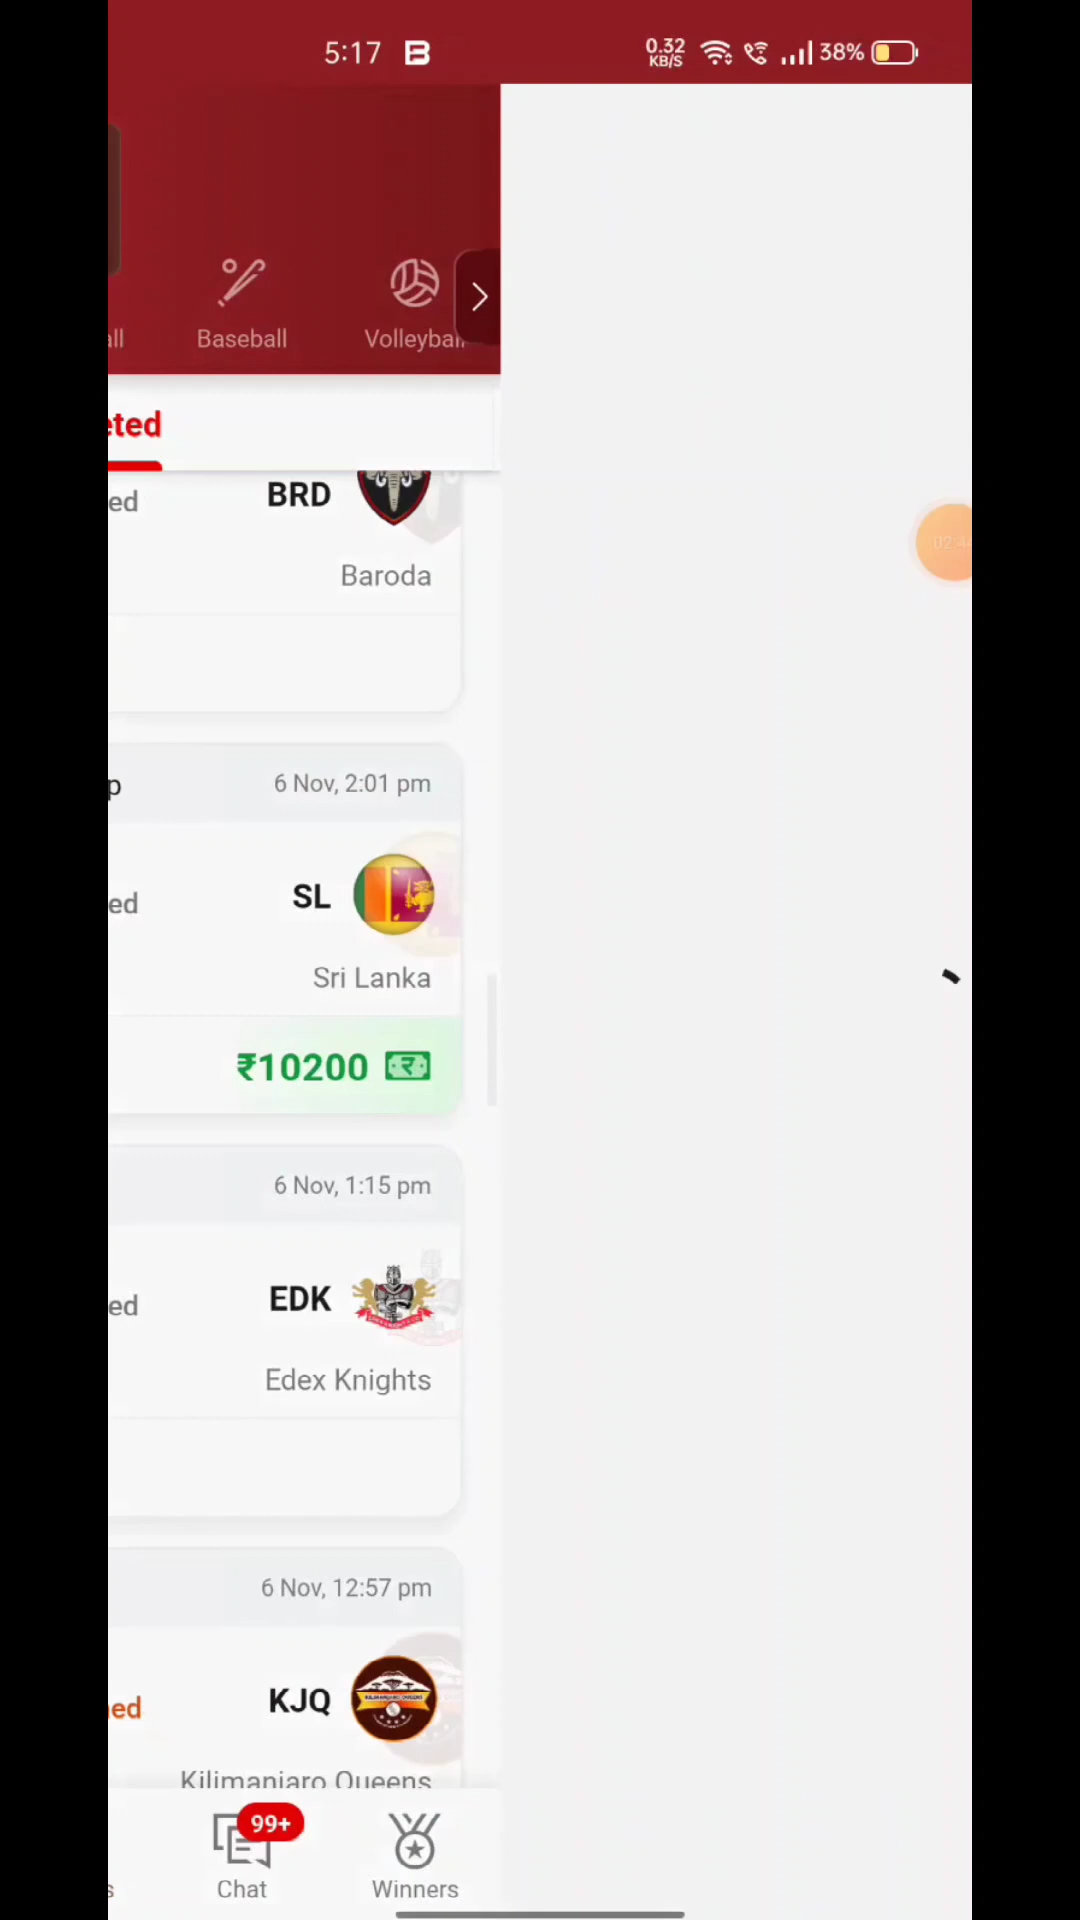 5:17
0.32
KB/S
38%
all
Baseball
Volleyball
eted
ed
BRD
Baroda
p
6 Nov, 2:01 pm
ed
SL
Sri Lanka
₹10200
6 Nov, 1:15 pm
ed
EDK
Edex Knights
6 Nov, 12:57 pm
ned
KJQ
Kilimanjaro Queens
99+
s
Chat
Winners